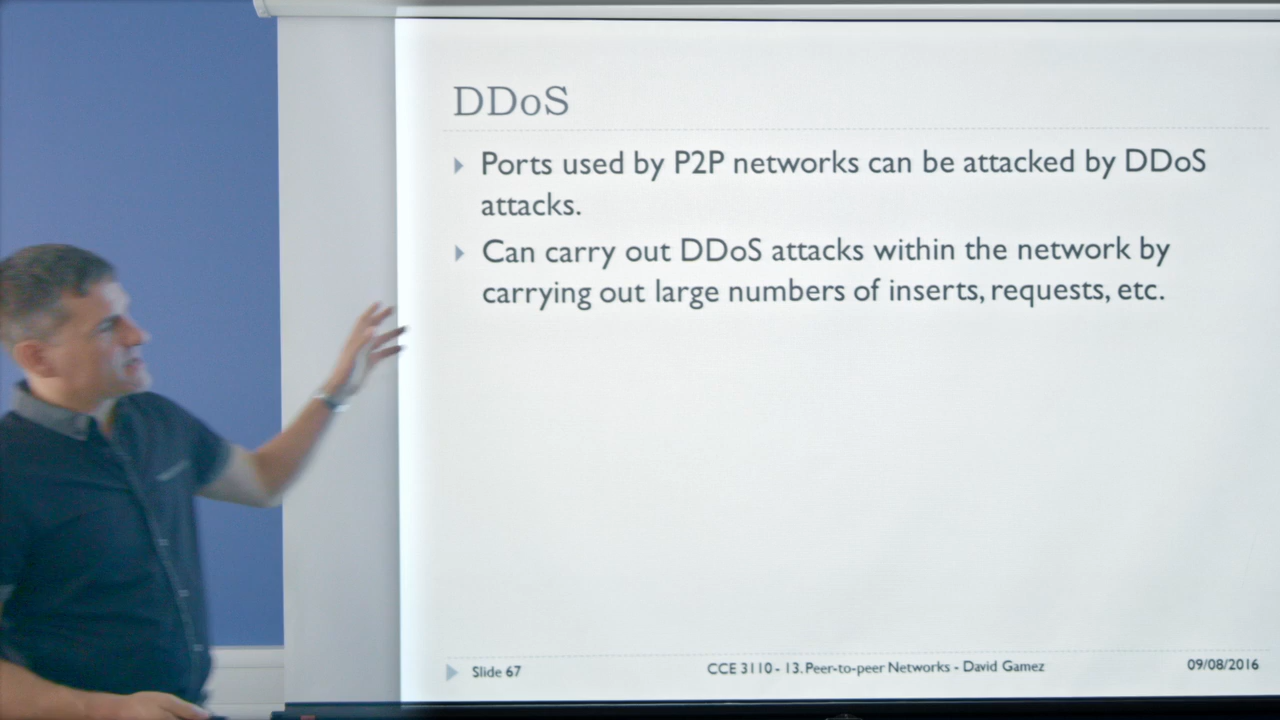 DDoS
Ports used by P2P networks can be attacked by DDoS
attacks.
Can carry out DDoS attacks within the network by
carrying out large numbers of inserts, requests, etc.
Slide 67
CCE 3110 - 13. Peer-to-peer Networks - David Gamez
09/08/2016